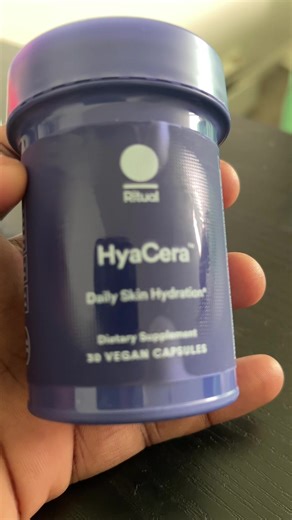 Ritual
HyaCera™
Daily Skin Hydration*
Dietary Supplement
30 VEGAN CAPSULES